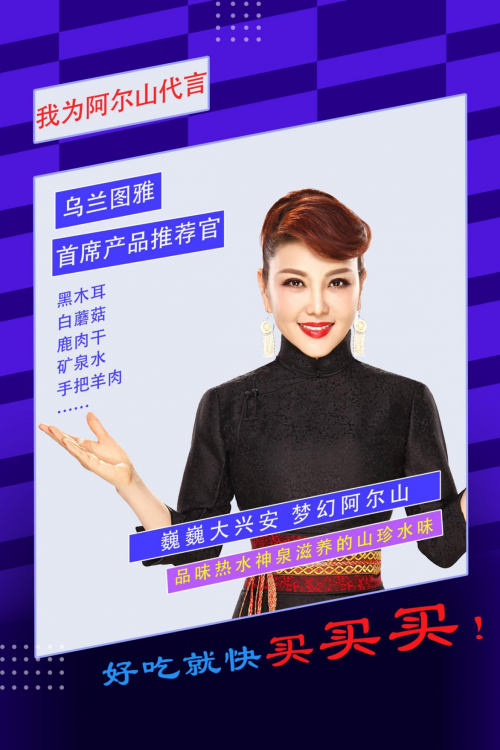 我为阿尔山代言
乌兰图雅
首席产品推荐官
黑木耳
白蘑菇
鹿肉干
矿泉水
手把羊肉
......
巍巍大兴安 梦幻阿尔山
品味热水神泉滋养的山珍水味
好吃就快买买买!